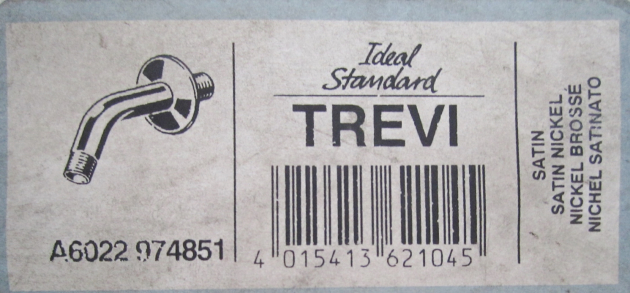 Ideal
Standard
TREVI
A6022 974851
4 015413 621045
SATIN
SATIN NICKEL
NICKEL BROSSÉ
NICHEL SATINATO